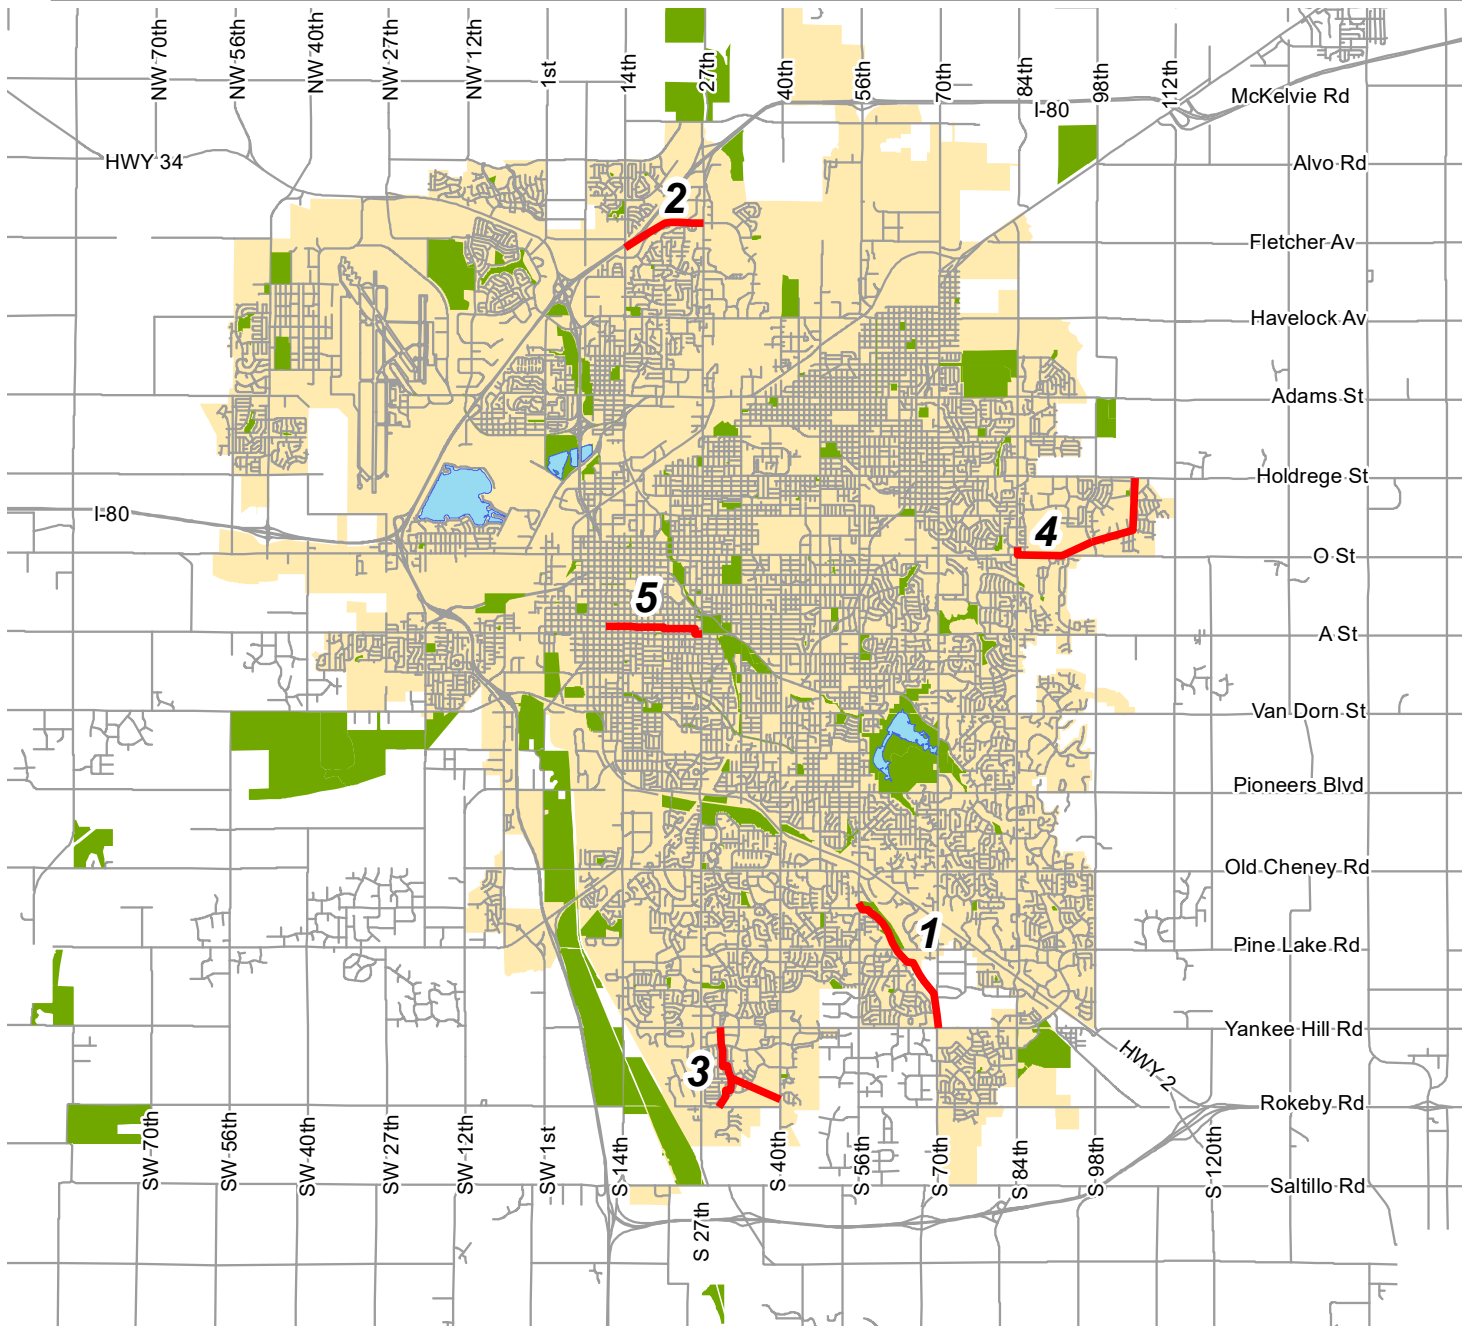 NW 70th
NW 56th
NW 40th
NW 27th
NW 12th
1st
14th
27th
40th
56th
70th
84th
98th
112th
McKelvie Rd
I-80
HWY 34
Alvo Rd
2
Fletcher Av
Havelock Av
Adams St
Holdrege St
I-80
4
O St
5
A St
Van Dorn St
Pioneers Blvd
Old Cheney Rd
1
Pine Lake Rd
Yankee Hill Rd
HWY 2
3
Rokeby Rd
SW 70th
SW 56th
SW 40th
SW 27th
SW 12th
SW 1st
S 14th
S 27th
S 40th
S 56th
S 70th
S 84th
S 98th
S 120th
Saltillo Rd